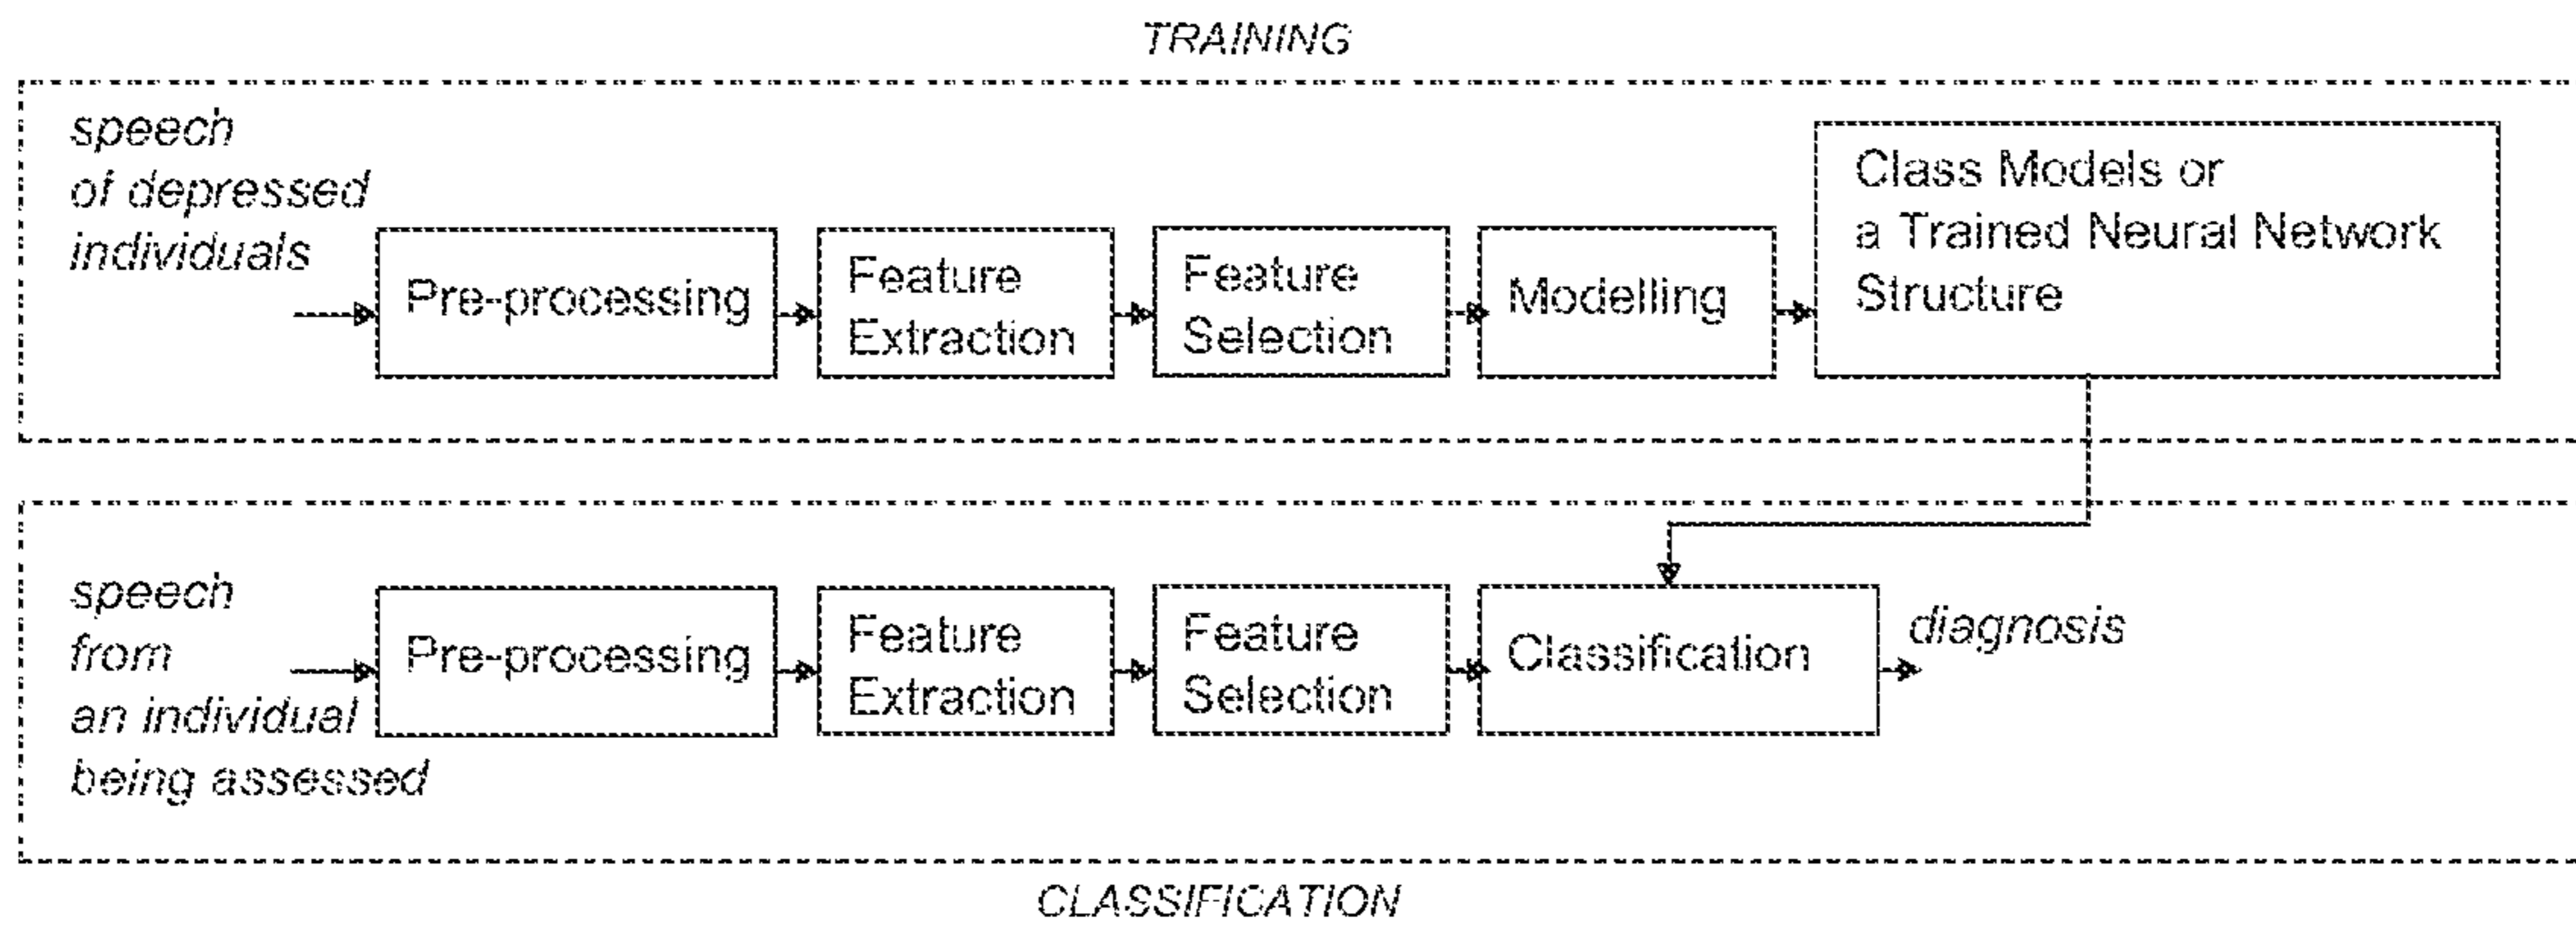 TRAINING
speech
of depressed
individuals
Pre-processing
Feature
Extraction
Feature
Selection
Modelling
Class Models or
a Trained Neural Network
Structure
speech
from
an individual
being assessed
Pre-processing
Feature
Extraction
Feature
Selection
Classification
diagnosis
CLASSIFICATION